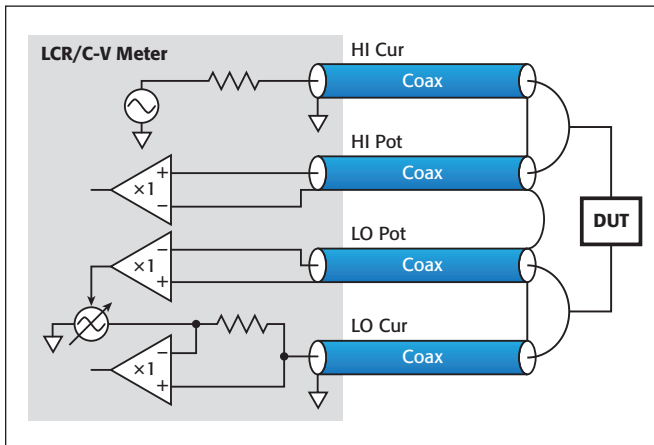 LCR/C-V Meter
HI Cur
Coax
HI Pot
Coax
+
×1
−
LO Pot
Coax
−
×1
+
DUT
LO Cur
Coax
−
×1
+